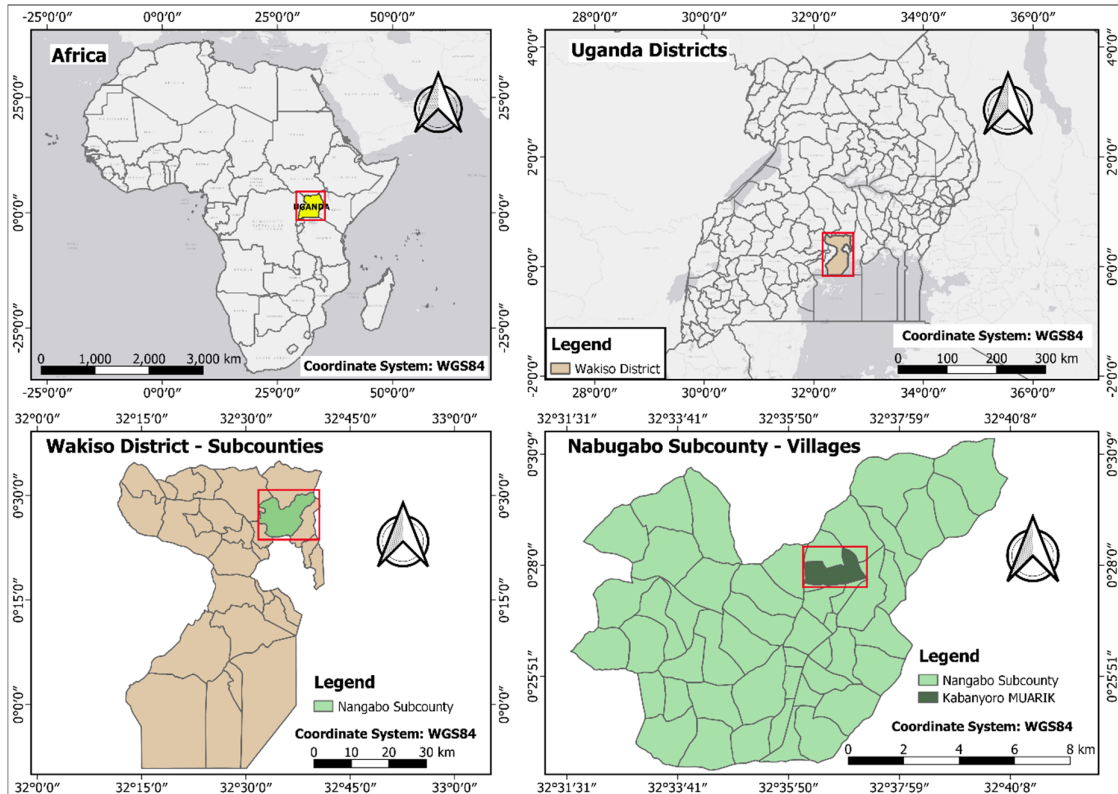 -25°0'0" 0°0'0" 25°0'0" 50°0'0"
Africa
25°0'0" 25°0'0"
0°0'0" 0°0'0"
-25°0'0" -25°0'0"
UGANDA
0 1,000 2,000 3,000 km
Coordinate System: WGS84
-25°0'0" 0°0'0" 25°0'0" 50°0'0"
28°0'0" 30°0'0" 32°0'0" 34°0'0" 36°0'0"
Uganda Districts
4°0'0" 4°0'0"
2°0'0" 2°0'0"
0°0'0" 0°0'0"
-2°0'0" -2°0'0"
Legend
Wakiso District
Coordinate System: WGS84
0 100 200 300 km
28°0'0" 30°0'0" 32°0'0" 34°0'0" 36°0'0"
32°0'0" 32°15'0" 32°30'0" 32°45'0" 33°0'0"
Wakiso District - Subcounties
0°30'0" 0°30'0"
0°15'0" 0°15'0"
0°0'0" 0°0'0"
Legend
Nangabo Subcounty
Coordinate System: WGS84
0 10 20 30 km
32°0'0" 32°15'0" 32°30'0" 32°45'0" 33°0'0"
32°31'31" 32°33'41" 32°35'50" 32°37'59" 32°40'8"
Nabugabo Subcounty - Villages
0°30'9" 0°30'9"
0°28'0" 0°28'0"
0°25'51" 0°25'51"
Legend
Nangabo Subcounty
Kabanyoro MUARIK
Coordinate System: WGS84
0 2 4 6 8 km
32°31'31" 32°33'41" 32°35'50" 32°37'59" 32°40'8"